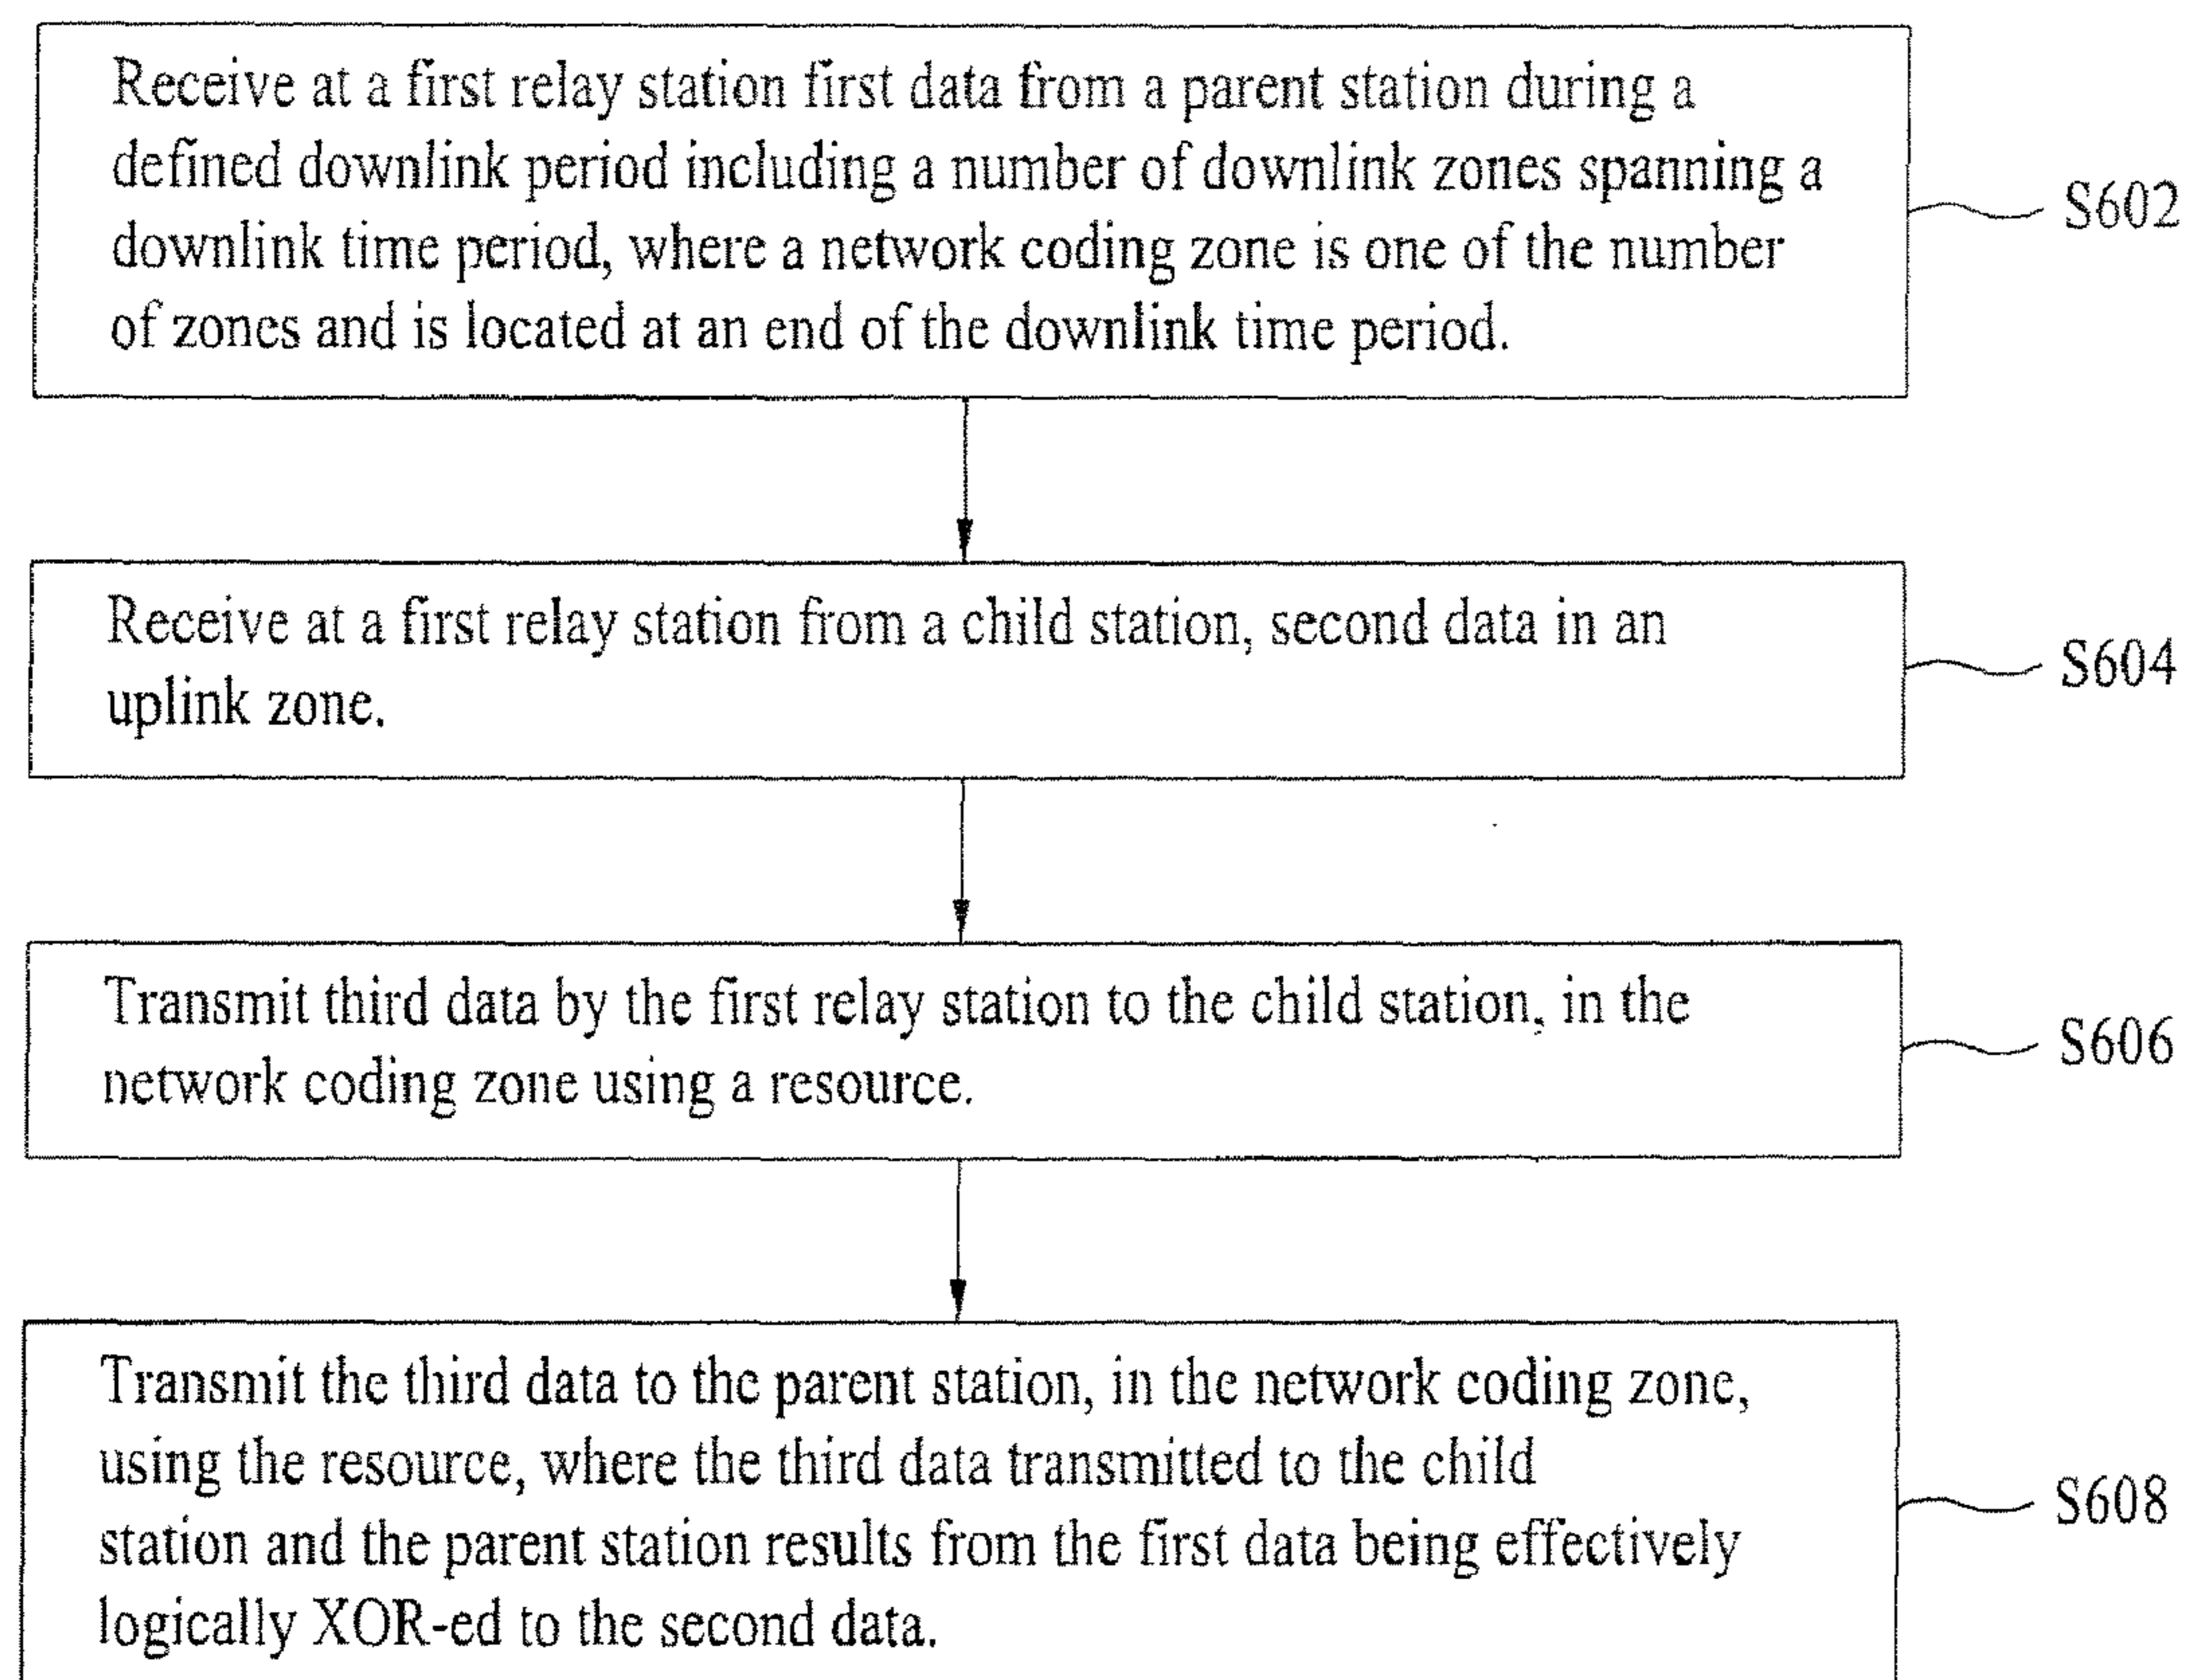 Receive at a first relay station first data from a parent station during a
defined downlink period including a number of downlink zones spanning a
downlink time period, where a network coding zone is one of the number
of zones and is located at an end of the downlink time period.
S602
Receive at a first relay station from a child station, second data in an
uplink zone.
S604
Transmit third data by the first relay station to the child station, in the
network coding zone using a resource.
S606
Transmit the third data to the parent station, in the network coding zone,
using the resource, where the third data transmitted to the child
station and the parent station results from the first data being effectively
logically XOR-ed to the second data.
S608